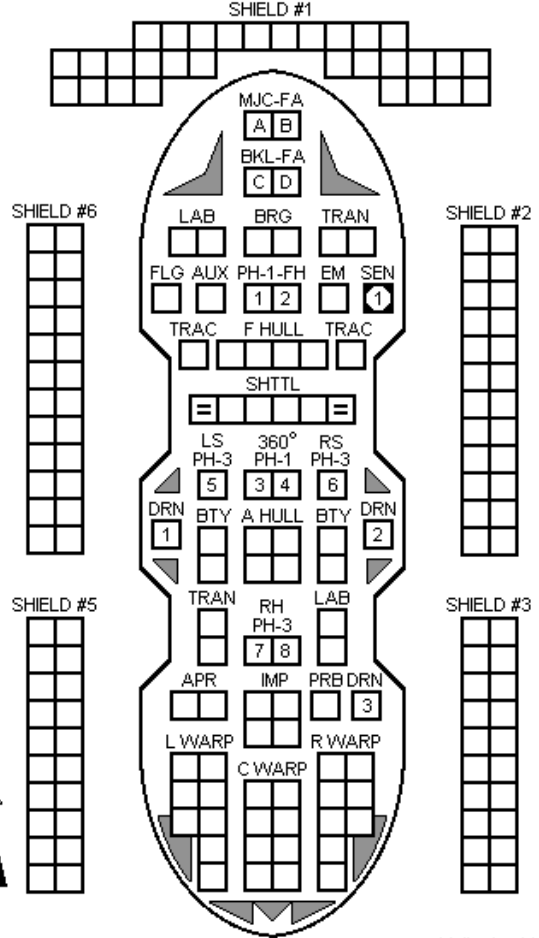 SHIELD #1
MJC-FA
A B
BKL-FA
C D
SHIELD #6
SHIELD #2
LAB BRG TRAN
FLG AUX PH-1-FH EM SEN
1 2 1
TRAC F HULL TRAC
SHTTL
= =
LS 360° RS
PH-3 PH-1 PH-3
5 3 4 6
DRN BTY A HULL BTY DRN
1 2
SHIELD #5
TRAN RH LAB
SHIELD #3
PH-3
7 8
APR IMP PRB DRN
3
L WARP R WARP
C WARP